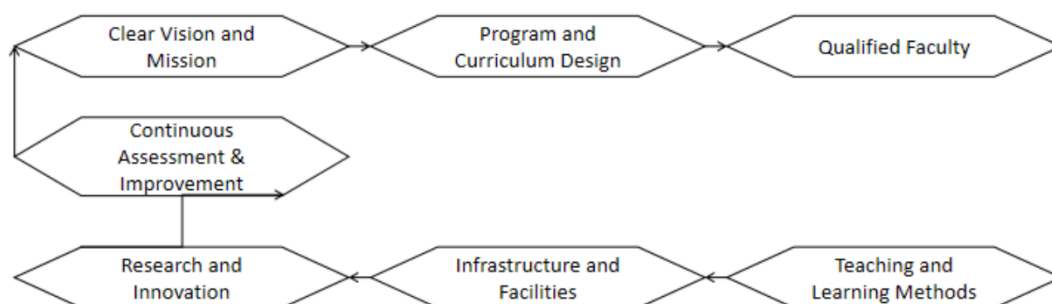 Clear Vision and
Mission
Program and
Curriculum Design
Qualified Faculty
Continuous
Assessment &
Improvement
Research and
Innovation
Infrastructure and
Facilities
Teaching and
Learning Methods